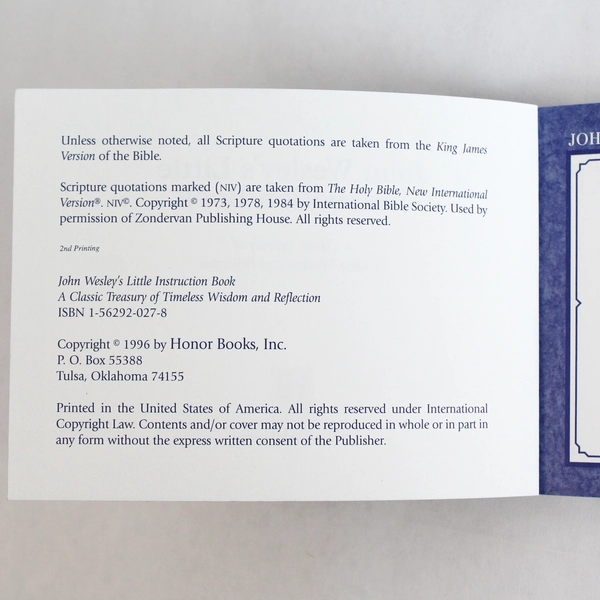 Unless otherwise noted, all Scripture quotations are taken from the King James
Version of the Bible.
Scripture quotations marked (NIV) are taken from The Holy Bible, New International
Version®. NIV©. Copyright © 1973, 1978, 1984 by International Bible Society. Used by
permission of Zondervan Publishing House. All rights reserved.
2nd Printing
John Wesley's Little Instruction Book
A Classic Treasury of Timeless Wisdom and Reflection
ISBN 1-56292-027-8
Copyright © 1996 by Honor Books, Inc.
P. O. Box 55388
Tulsa, Oklahoma 74155
Printed in the United States of America. All rights reserved under International
Copyright Law. Contents and/or cover may not be reproduced in whole or in part in
any form without the express written consent of the Publisher.
JOH